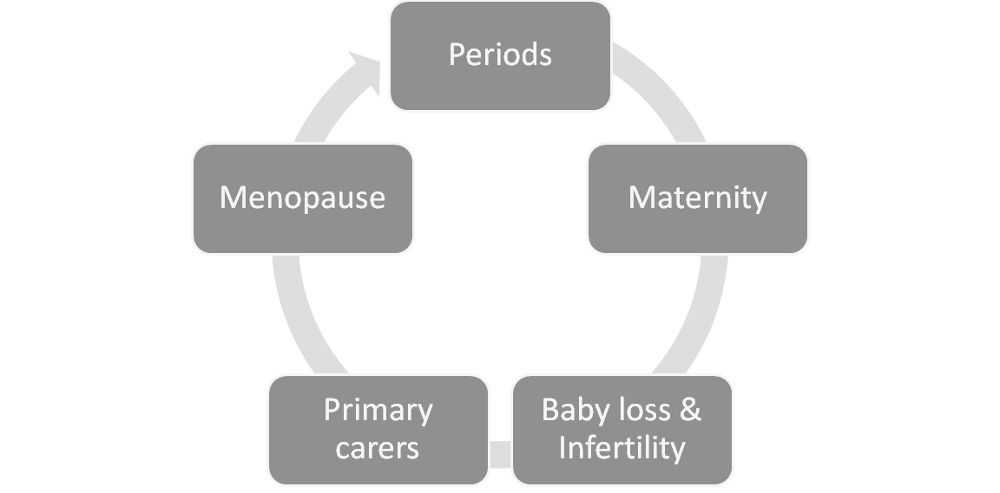 Periods
Maternity
Baby loss &
Infertility
Primary
carers
Menopause